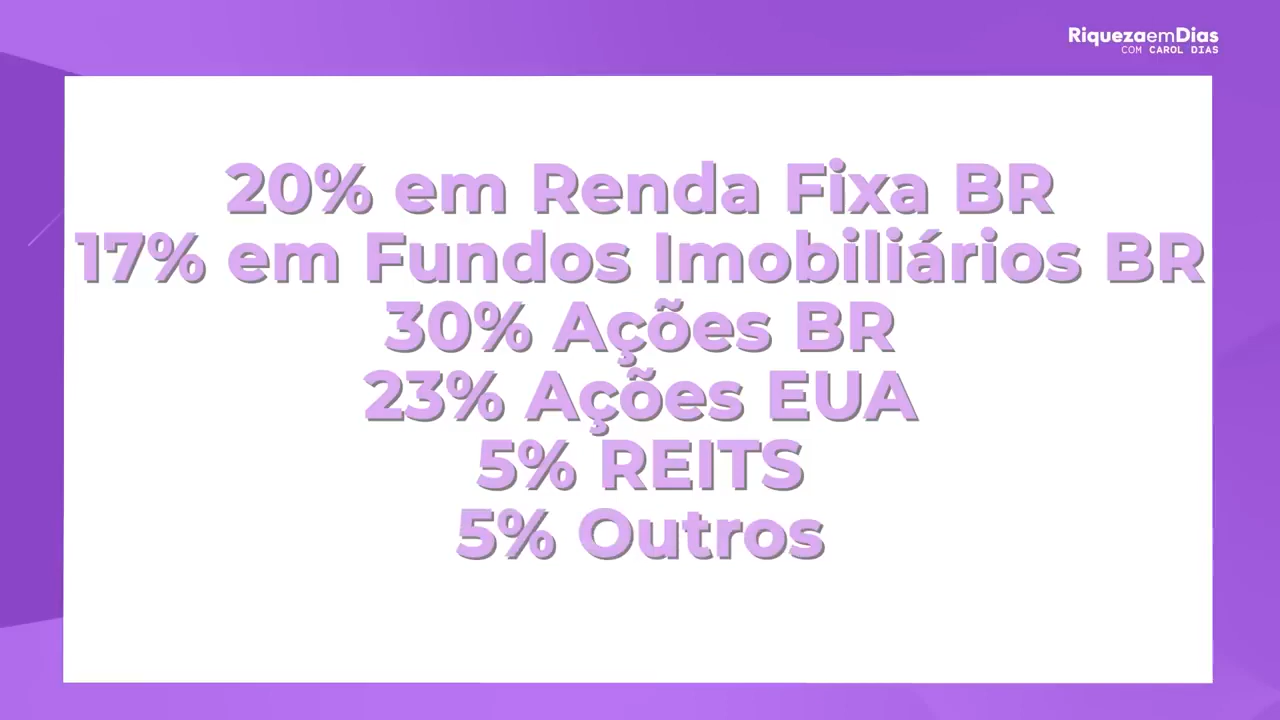 RiquezaemDias
COM CAROL DIAS
20% em Renda Fixa BR
17% em Fundos Imobiliários BR
30% Ações BR
23% Ações EUA
5% REITS
5% Outros